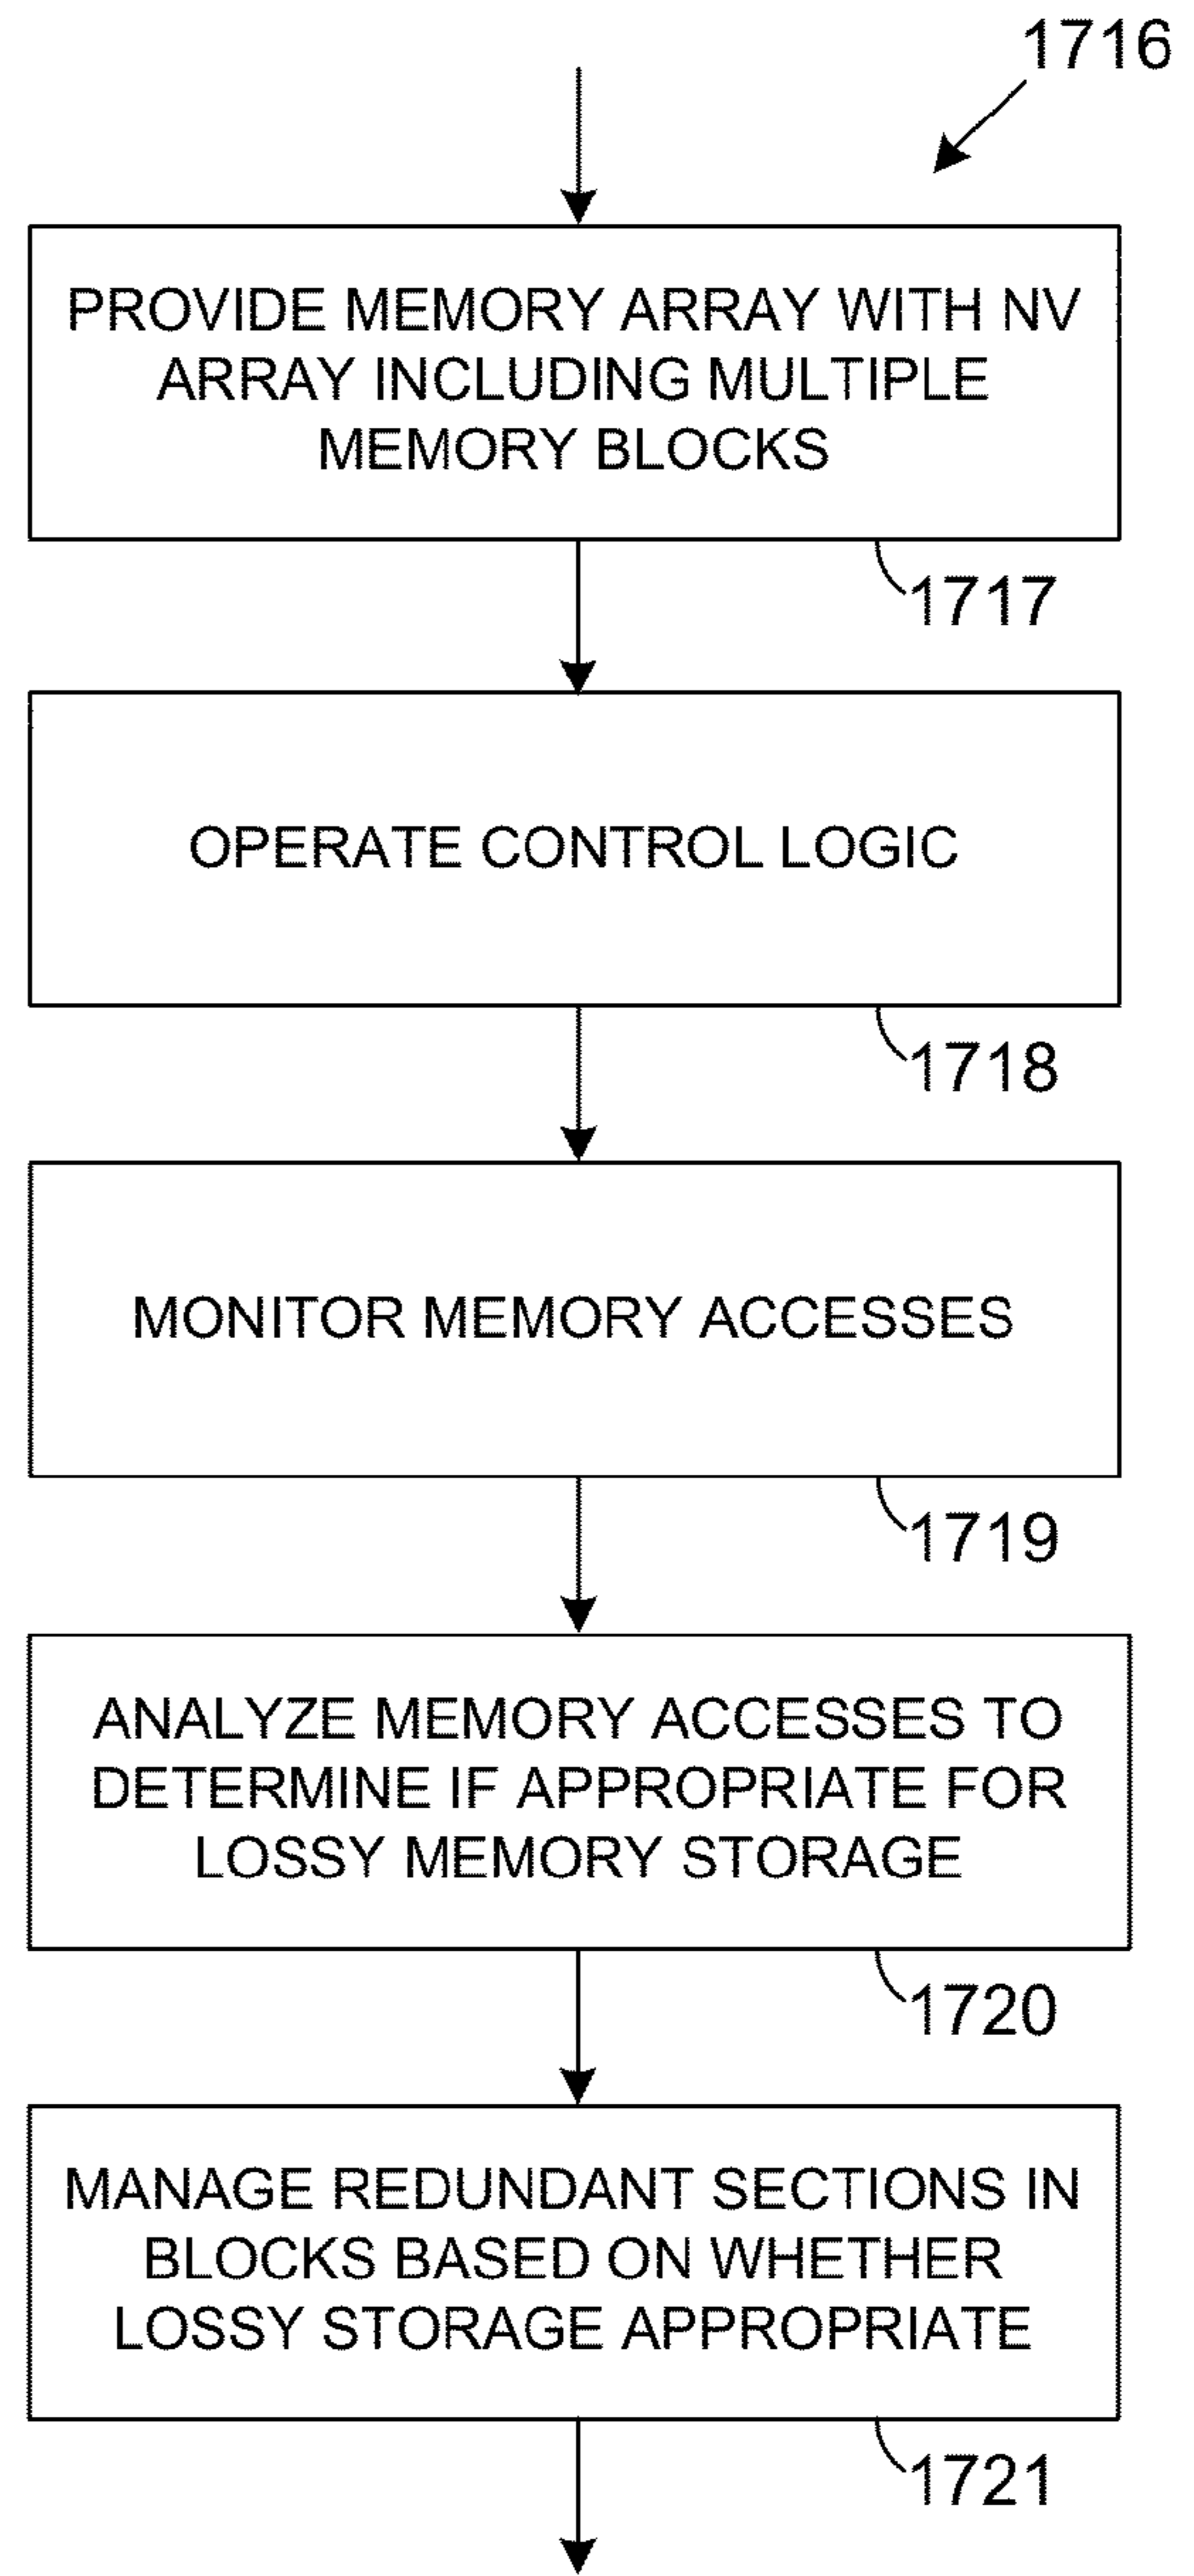 1716
PROVIDE MEMORY ARRAY WITH NV
ARRAY INCLUDING MULTIPLE
MEMORY BLOCKS
1717
OPERATE CONTROL LOGIC
1718
MONITOR MEMORY ACCESSES
1719
ANALYZE MEMORY ACCESSES TO
DETERMINE IF APPROPRIATE FOR
LOSSY MEMORY STORAGE
1720
MANAGE REDUNDANT SECTIONS IN
BLOCKS BASED ON WHETHER
LOSSY STORAGE APPROPRIATE
1721